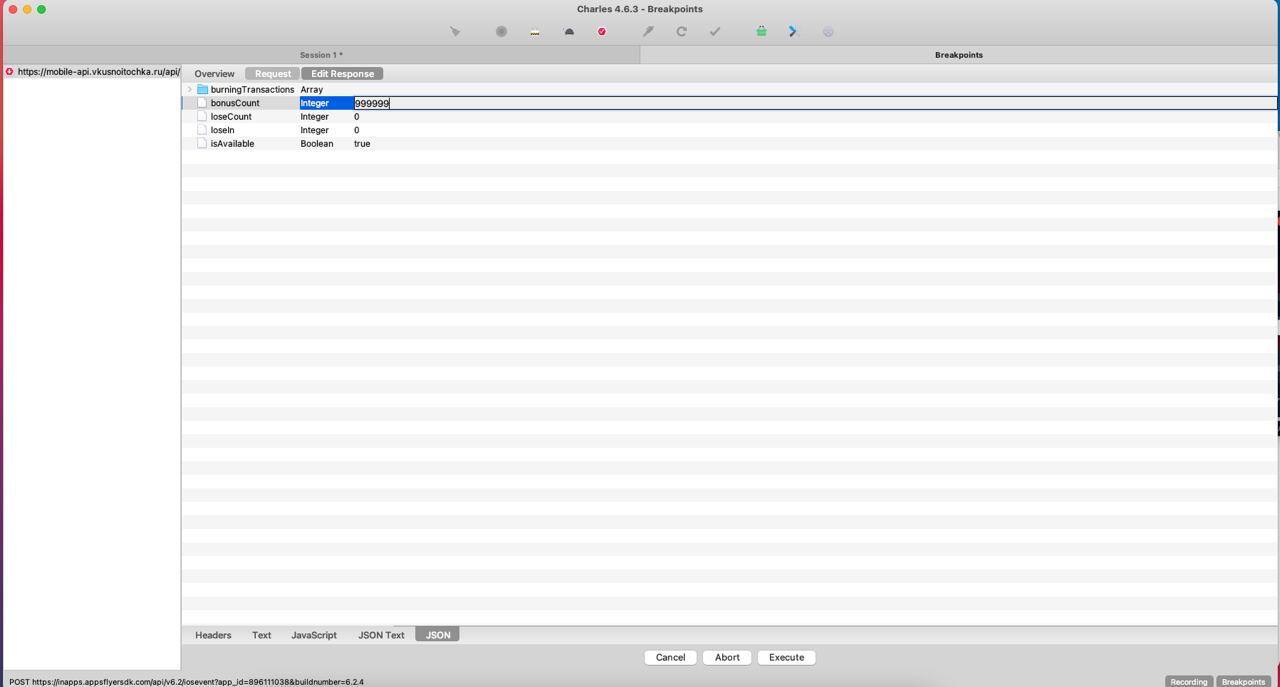 Charles 4.6.3 - Breakpoints
Session 1 *
Breakpoints
https://mobile-api.vkusnoitochka.ru/api/
Overview Request Edit Response
burningTransactions Array
bonusCount Integer 999999
loseCount Integer 0
loseIn Integer 0
isAvailable Boolean true
Headers Text JavaScript JSON Text JSON
Cancel Abort Execute
POST https://inapps.appsflyersdk.com/api/v6.2/iosevent?app_id=896111038&buildnumber=6.2.4
Recording Breakpoints